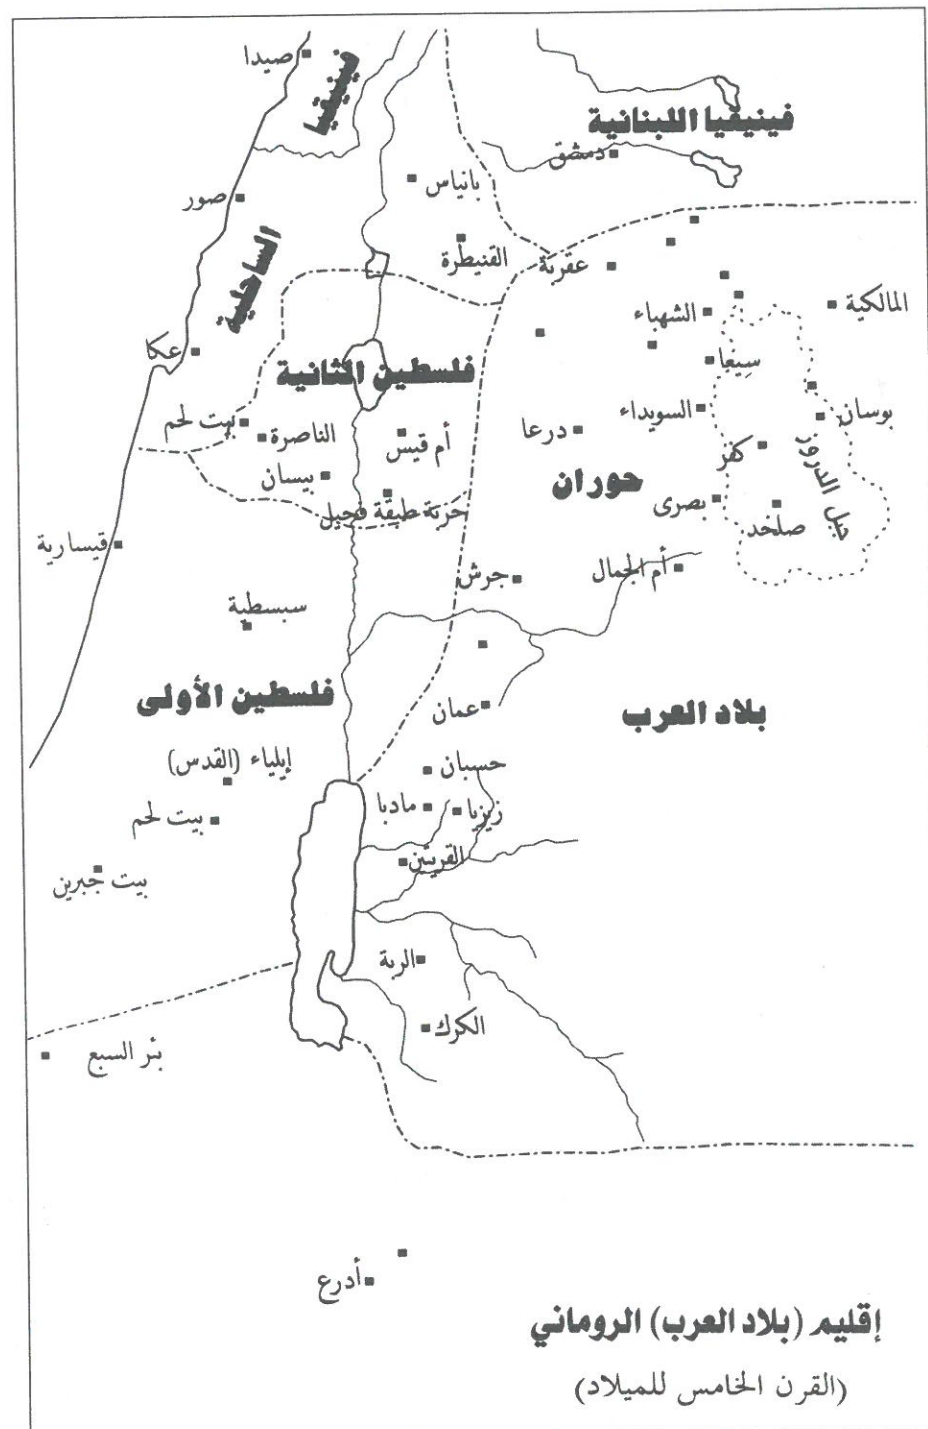 صيدا
فينيقيا
الساحلية
فينيقيا اللبنانية
دمشق
بانياس
صور
القنيطرة
عقربة
المالكية
الشهباء
عكا
سيعا
فلسطين الثانية
بوسان
السويداء
بيت لحم
الناصرة
أم قيس
درعا
كفر
جبل الدروز
بيسان
حوران
بصرى
صلخد
خربة طبقة فحيل
قيسارية
جرش
أم الجمال
سبسطية
فلسطين الأولى
عمان
بلاد العرب
إيلياء (القدس)
حسبان
بيت لحم
مادبا
زيزيا
القريتين
بيت جبرين
الربة
الكرك
بئر السبع
أدرع
إقليم (بلاد العرب) الروماني
(القرن الخامس للميلاد)